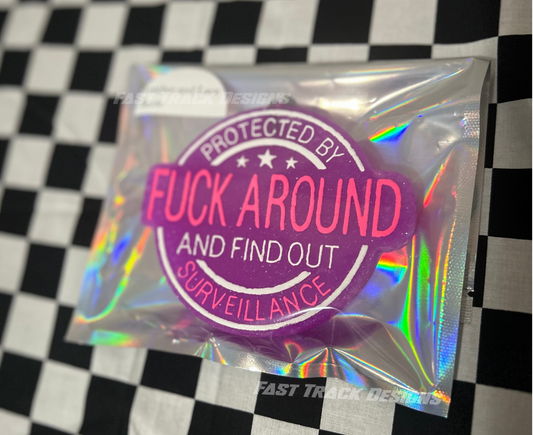 FAST TRACK DESIGNS
PROTECTED BY
FUCK AROUND
AND FIND OUT
SURVEILLANCE
FAST TRACK DESIGNS